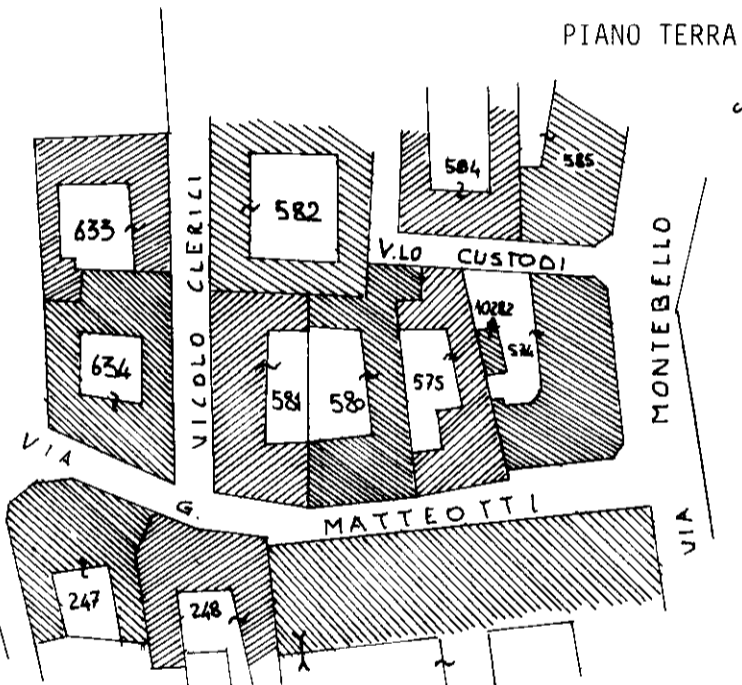 PIANO TERRA
584
585
633
582
VICOLO CLERICI
V.LO CUSTODI
MONTEBELLO
10282
634
581
580
575
574
VIA
G.
MATTEOTTI
VIA
247
248